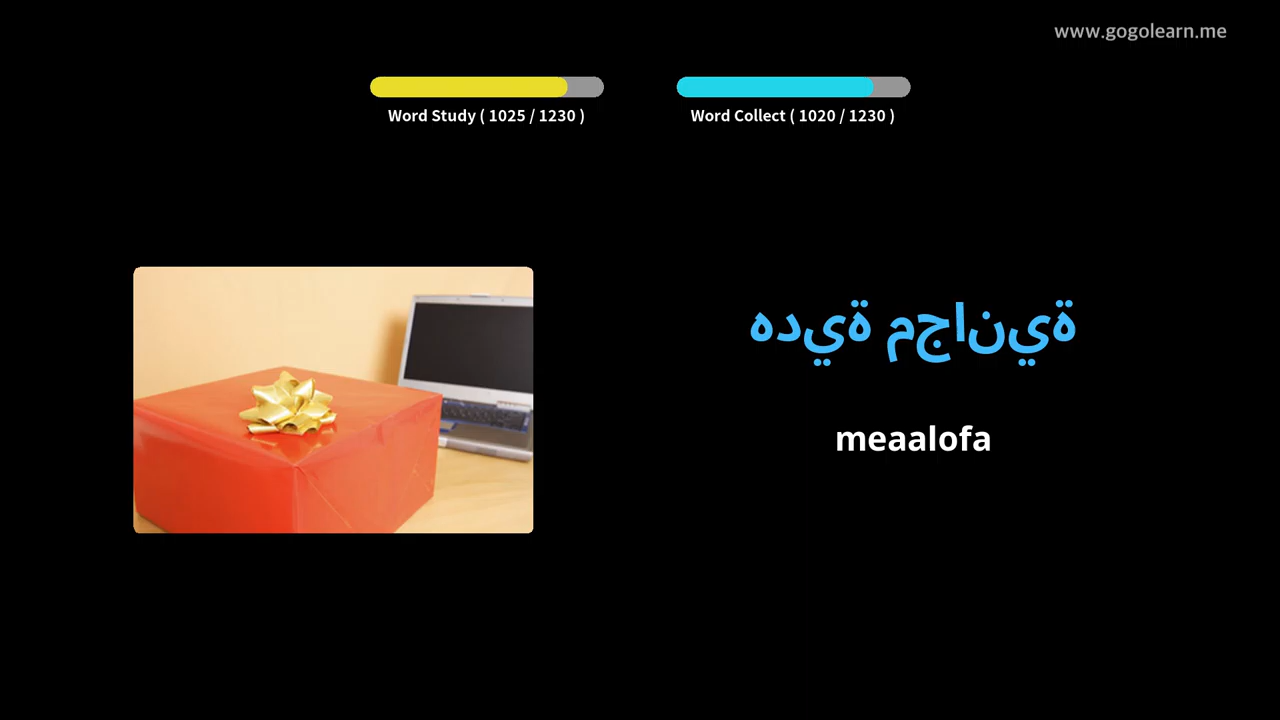 www.gogolearn.me
Word Study ( 1025 / 1230 )
Word Collect ( 1020 / 1230 )
هدية مجانية
meaalofa